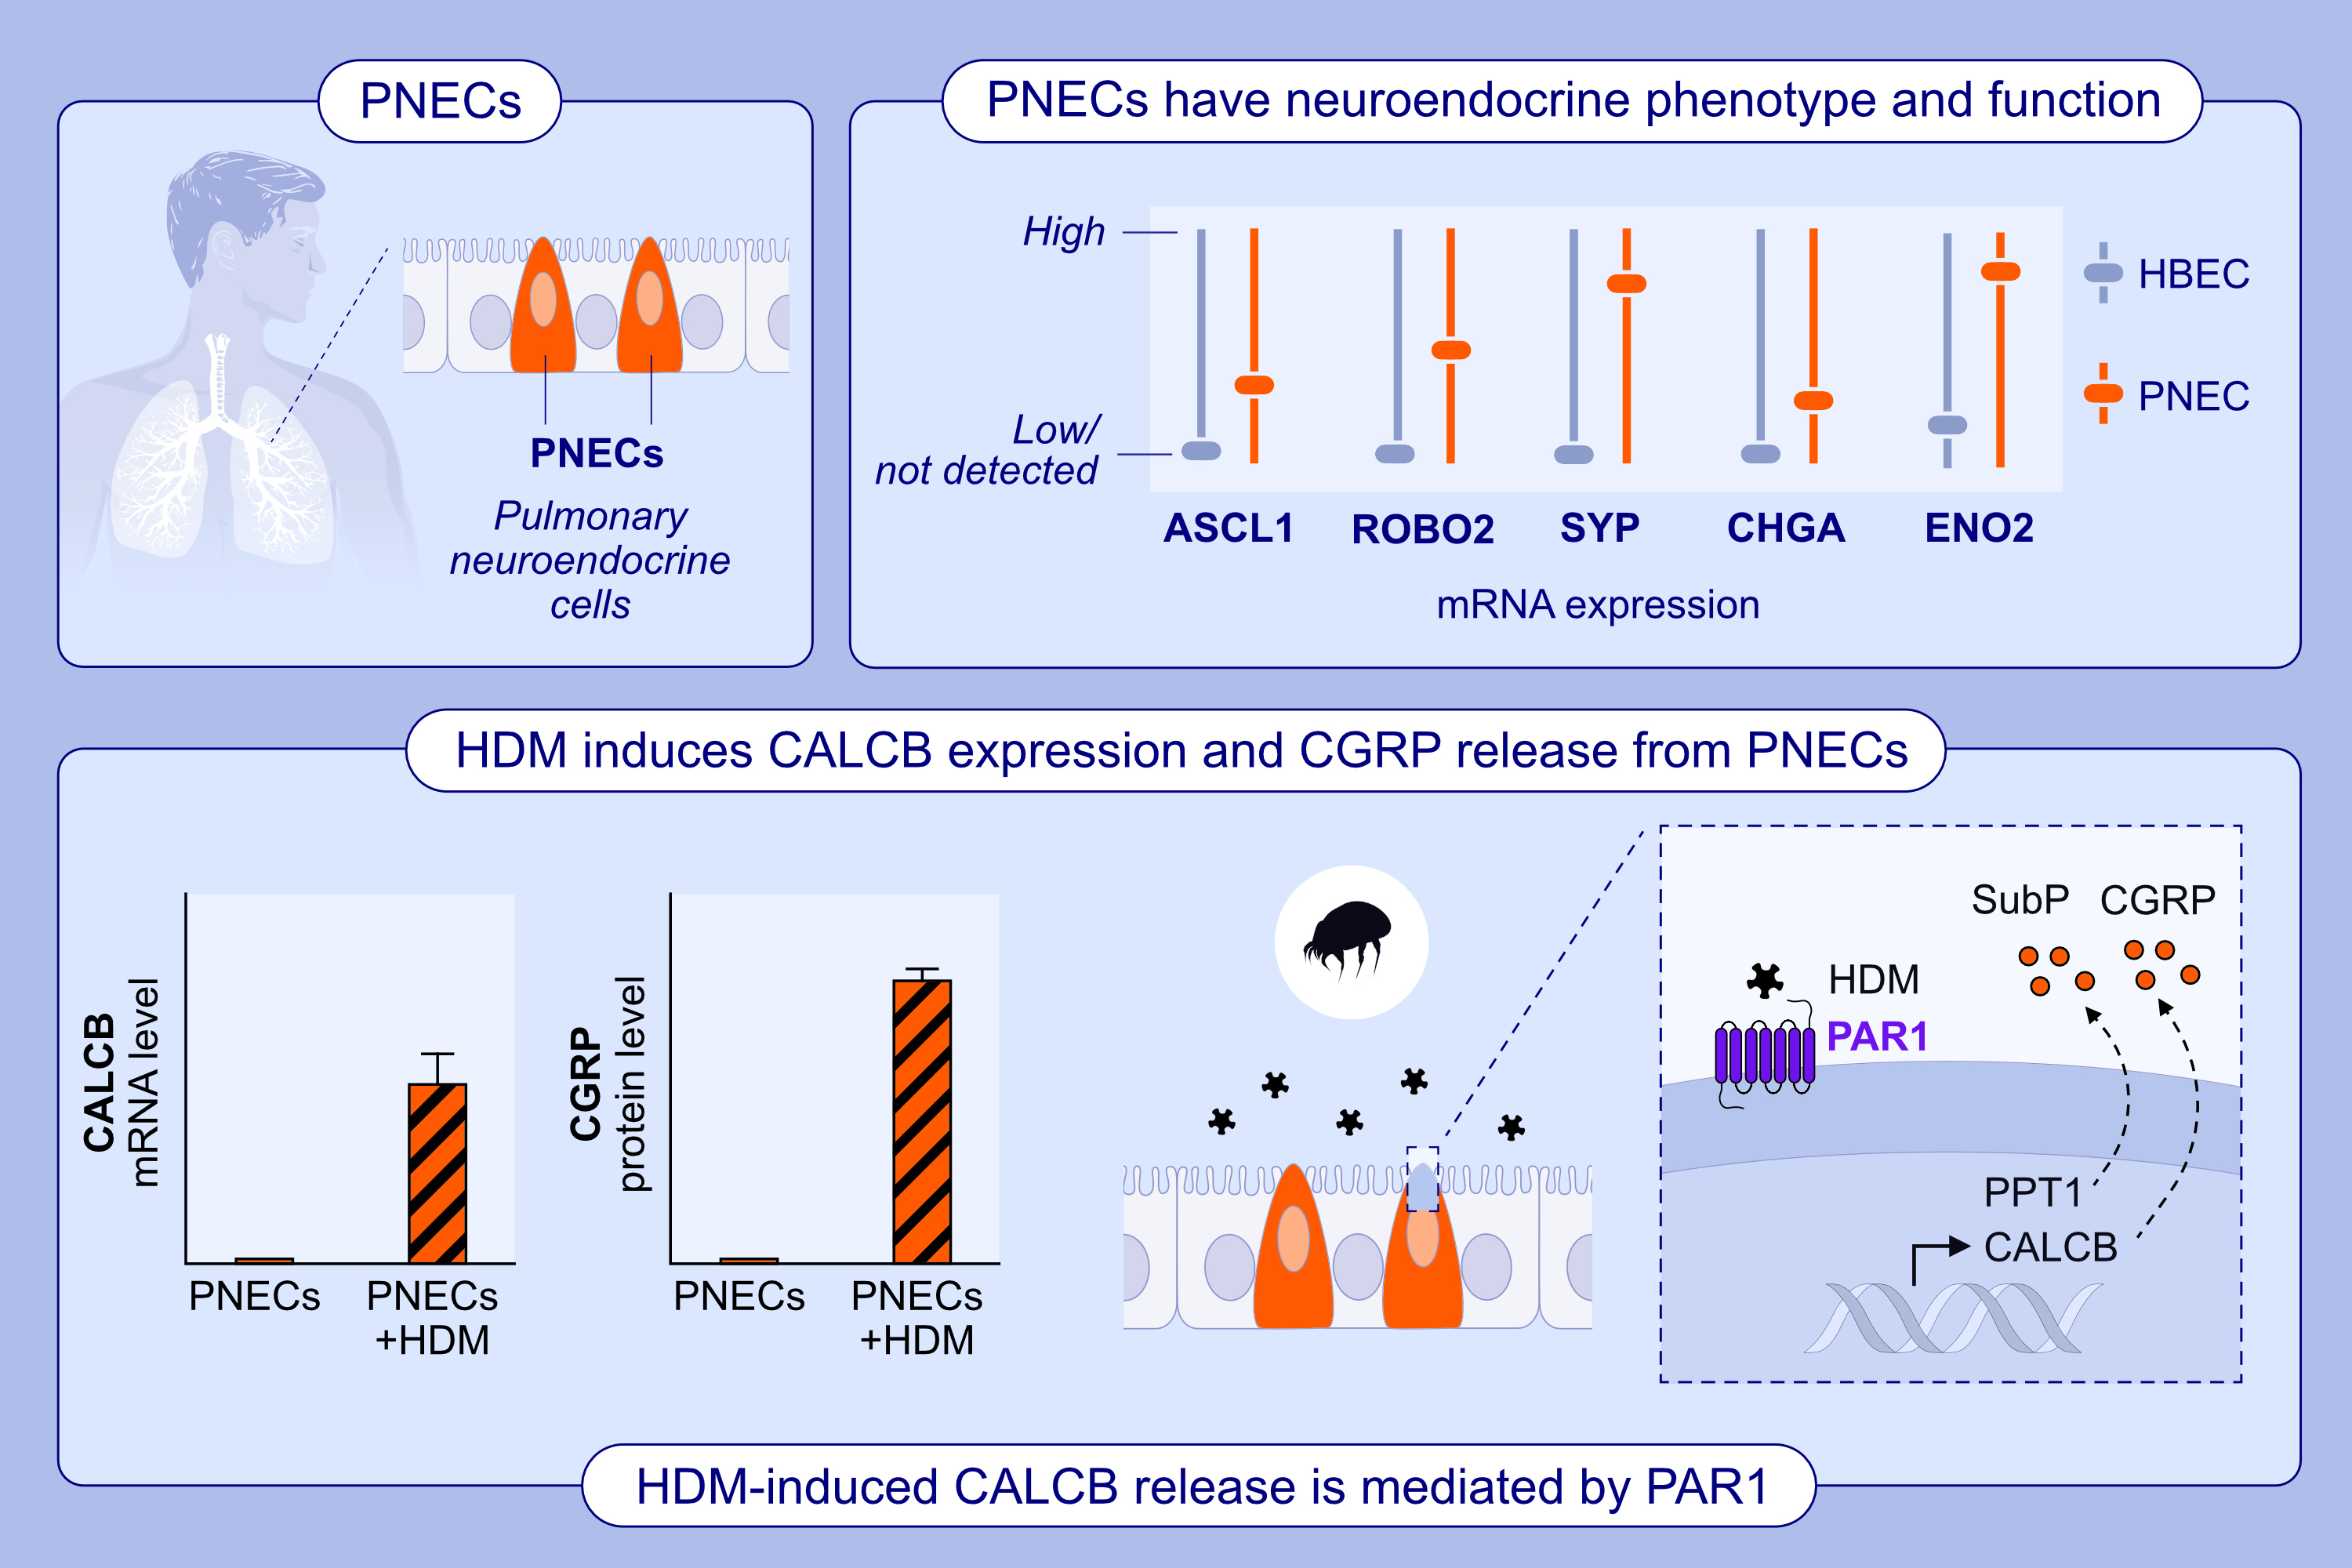 PNECs
PNECs
Pulmonary
neuroendocrine
cells
PNECs have neuroendocrine phenotype and function
High
Low/
not detected
HBEC
PNEC
ASCL1 ROBO2 SYP CHGA ENO2
mRNA expression
HDM induces CALCB expression and CGRP release from PNECs
CALCB
mRNA level
PNECs PNECs
+HDM
CGRP
protein level
PNECs PNECs
+HDM
SubP CGRP
HDM
PAR1
PPT1
CALCB
HDM-induced CALCB release is mediated by PAR1